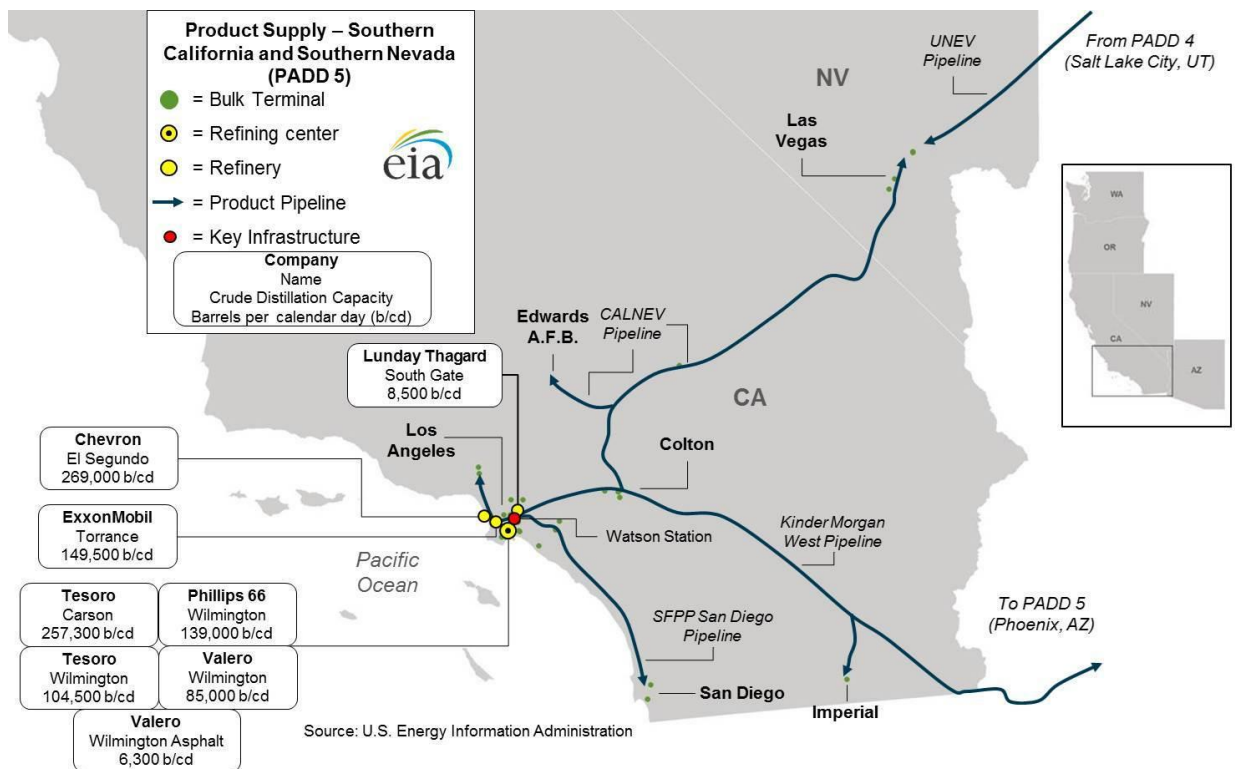 Product Supply – Southern
California and Southern Nevada
(PADD 5)
= Bulk Terminal
= Refining center
= Refinery
= Product Pipeline
= Key Infrastructure
eia
Company
Name
Crude Distillation Capacity
Barrels per calendar day (b/cd)
UNEV
Pipeline
From PADD 4
(Salt Lake City, UT)
NV
Las
Vegas
WA
OR
NV
CA
AZ
Edwards
A.F.B.
CALNEV
Pipeline
Lunday Thagard
South Gate
8,500 b/cd
CA
Los
Angeles
Colton
Chevron
El Segundo
269,000 b/cd
ExxonMobil
Torrance
149,500 b/cd
Watson Station
Kinder Morgan
West Pipeline
Pacific
Ocean
Tesoro
Carson
257,300 b/cd
Phillips 66
Wilmington
139,000 b/cd
Tesoro
Wilmington
104,500 b/cd
Valero
Wilmington
85,000 b/cd
Valero
Wilmington Asphalt
6,300 b/cd
SFPP San Diego
Pipeline
To PADD 5
(Phoenix, AZ)
San Diego
Imperial
Source: U.S. Energy Information Administration